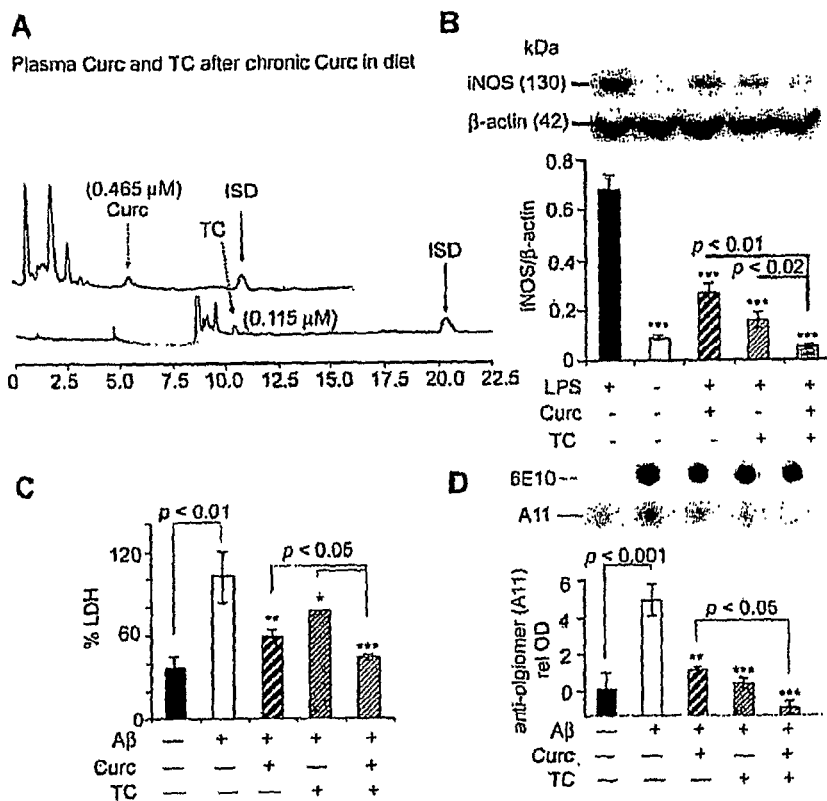 A
Plasma Curc and TC after chronic Curc in diet
(0.465 μM)
Curc
ISD
TC
ISD
(0.115 μM)
0 2.5 5.0 7.5 10.0 12.5 15.0 17.5 20.0 22.5
B
kDa
iNOS (130)
β-actin (42)
iNOS/β-actin
0.8
0.6
0.4
0.2
0
p < 0.01
p < 0.02
*** *** *** ***
LPS + - + + +
Curc - - + - +
TC - - - + +
C
% LDH
120
60
0
p < 0.01
p < 0.05
** * ***
Aβ — + + + +
Curc — — + — +
TC — — — + +
D
6E10--
A11
anti-olgiomer (A11)
rel OD
6
4
2
0
p < 0.001
p < 0.05
** *** ***
Aβ — + + + +
Curc — — + — +
TC — — — + +